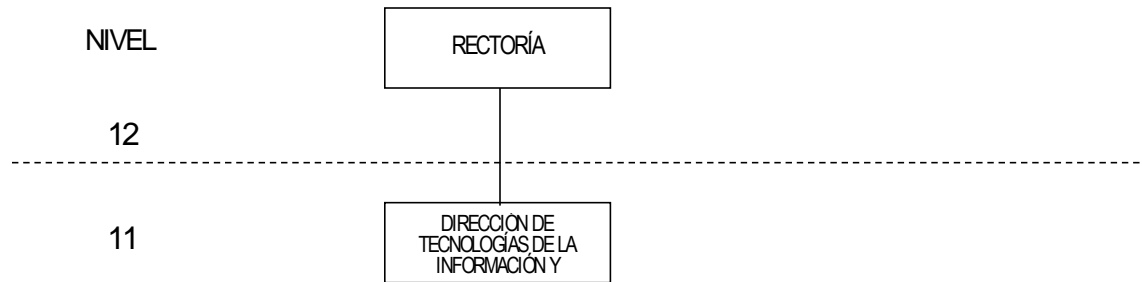 NIVEL
RECTORÍA
12
11
DIRECCIÓN DE
TECNOLOGÍAS DE LA
INFORMACIÓN Y